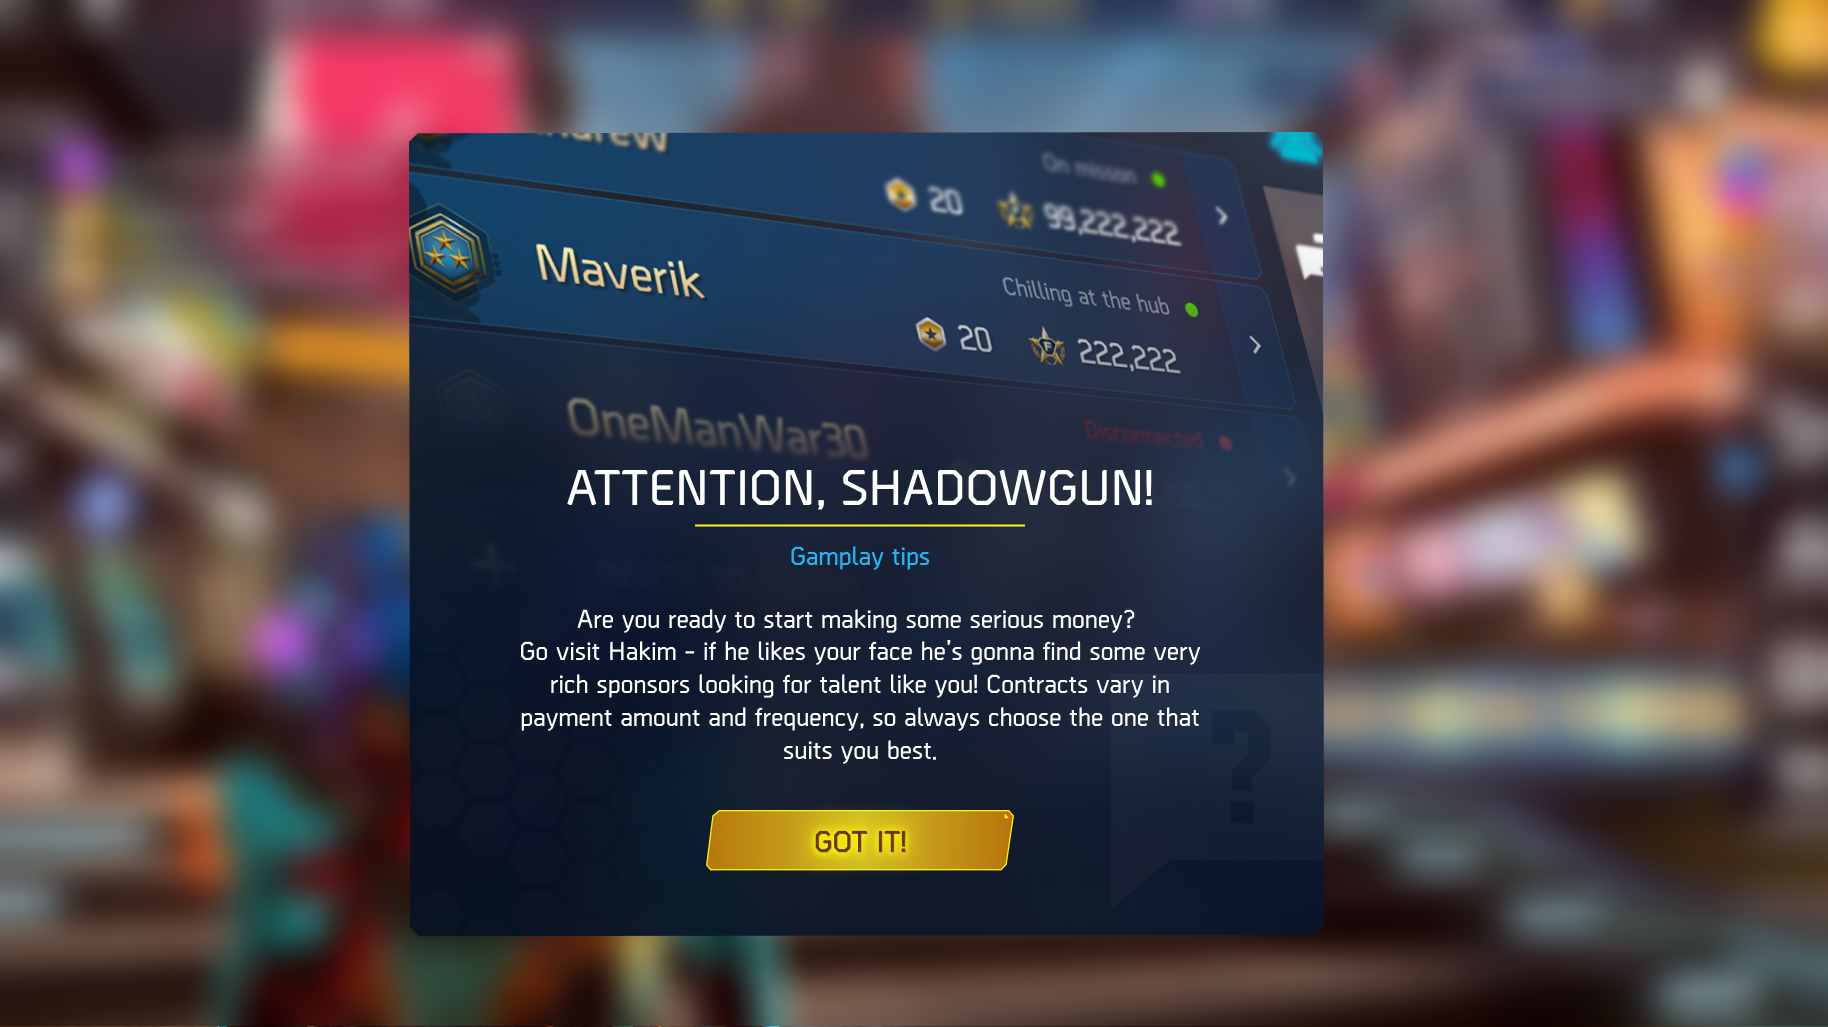 On misson
20 99,222,222
Maverik
Chilling at the hub
20 222,222
OneManWar30
Disconnected
ATTENTION, SHADOWGUN!
Gamplay tips
Are you ready to start making some serious money?
Go visit Hakim - if he likes your face he's gonna find some very
rich sponsors looking for talent like you! Contracts vary in
payment amount and frequency, so always choose the one that
suits you best.
GOT IT!